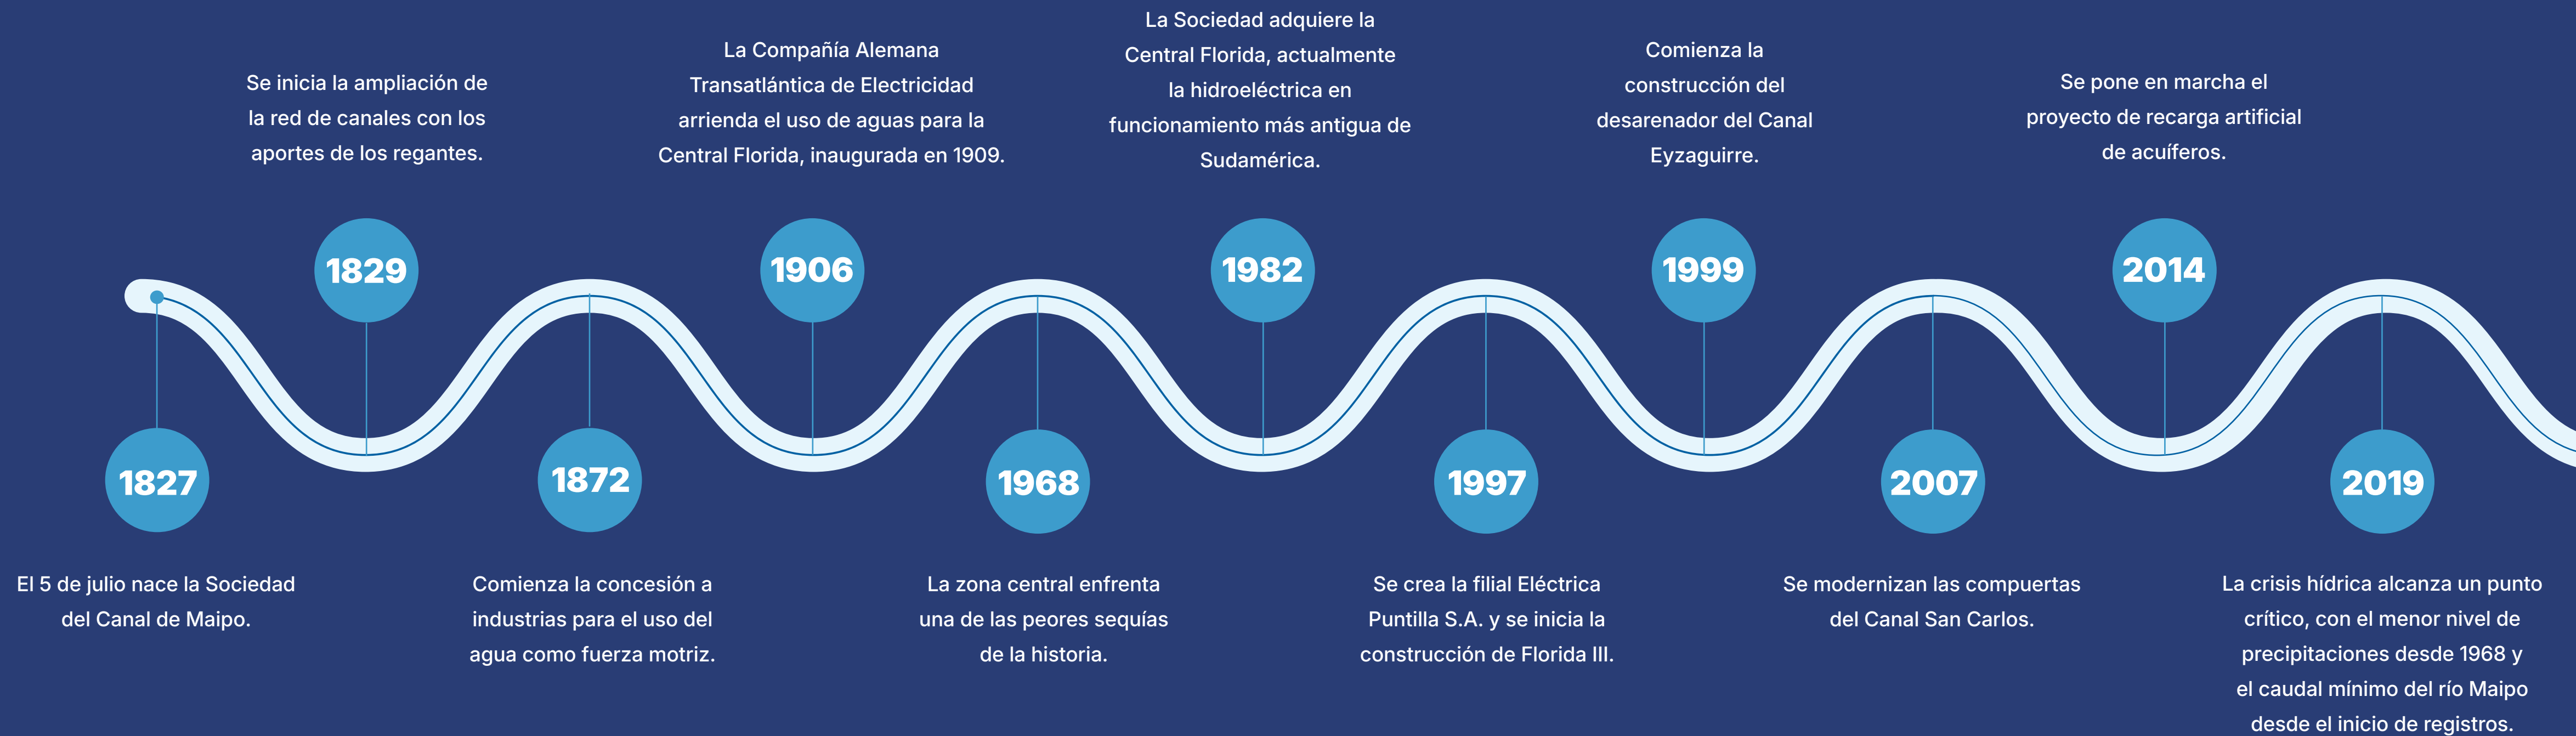 1827
El 5 de julio nace la Sociedad
del Canal de Maipo.
Se inicia la ampliación de
la red de canales con los
aportes de los regantes.
1829
1872
Comienza la concesión a
industrias para el uso del
agua como fuerza motriz.
La Compañía Alemana
Transatlántica de Electricidad
arrienda el uso de aguas para la
Central Florida, inaugurada en 1909.
1906
1968
La zona central enfrenta
una de las peores sequías
de la historia.
La Sociedad adquiere la
Central Florida, actualmente
la hidroeléctrica en
funcionamiento más antigua de
Sudamérica.
1982
1997
Se crea la filial Eléctrica
Puntilla S.A. y se inicia la
construcción de Florida III.
Comienza la
construcción del
desarenador del Canal
Eyzaguirre.
1999
2007
Se modernizan las compuertas
del Canal San Carlos.
Se pone en marcha el
proyecto de recarga artificial
de acuíferos.
2014
2019
La crisis hídrica alcanza un punto
crítico, con el menor nivel de
precipitaciones desde 1968 y
el caudal mínimo del río Maipo
desde el inicio de registros.